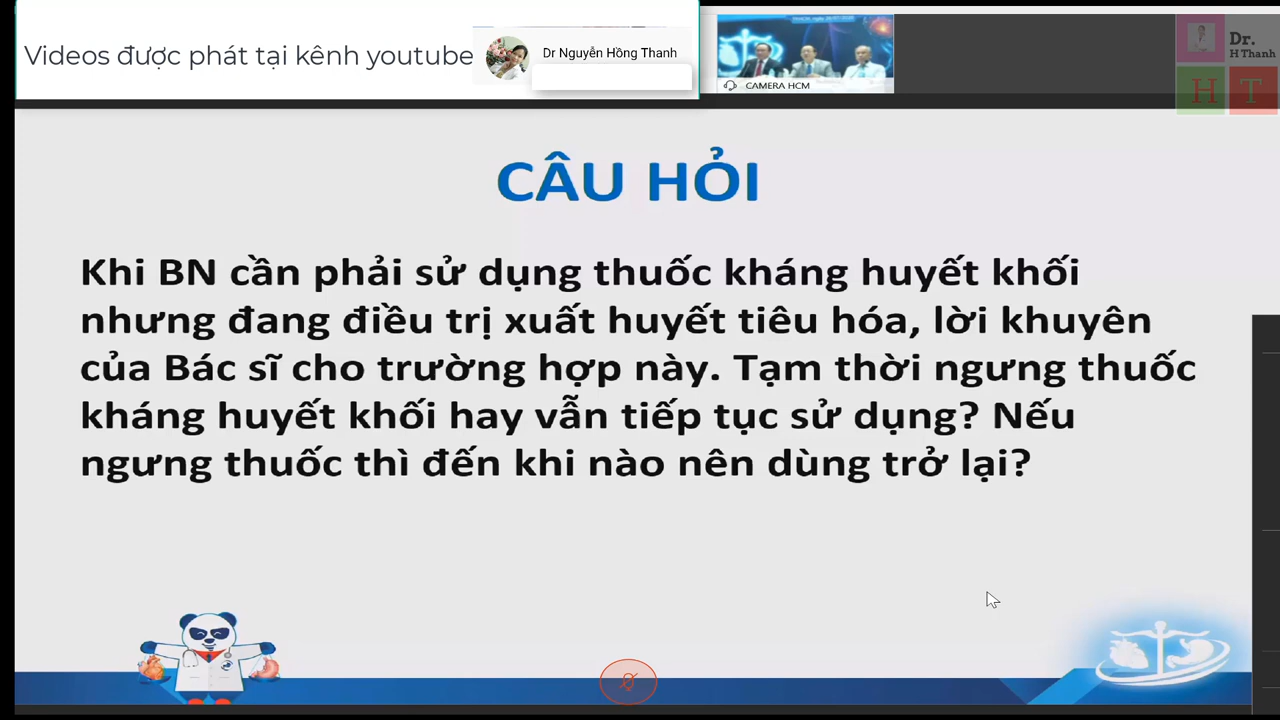 Videos được phát tại kênh youtube
Dr Nguyễn Hồng Thanh
CAMERA HCM
Dr.
H Thanh
H T
CÂU HỎI
Khi BN cần phải sử dụng thuốc kháng huyết khối
nhưng đang điều trị xuất huyết tiêu hóa, lời khuyên
của Bác sĩ cho trường hợp này. Tạm thời ngưng thuốc
kháng huyết khối hay vẫn tiếp tục sử dụng? Nếu
ngưng thuốc thì đến khi nào nên dùng trở lại?